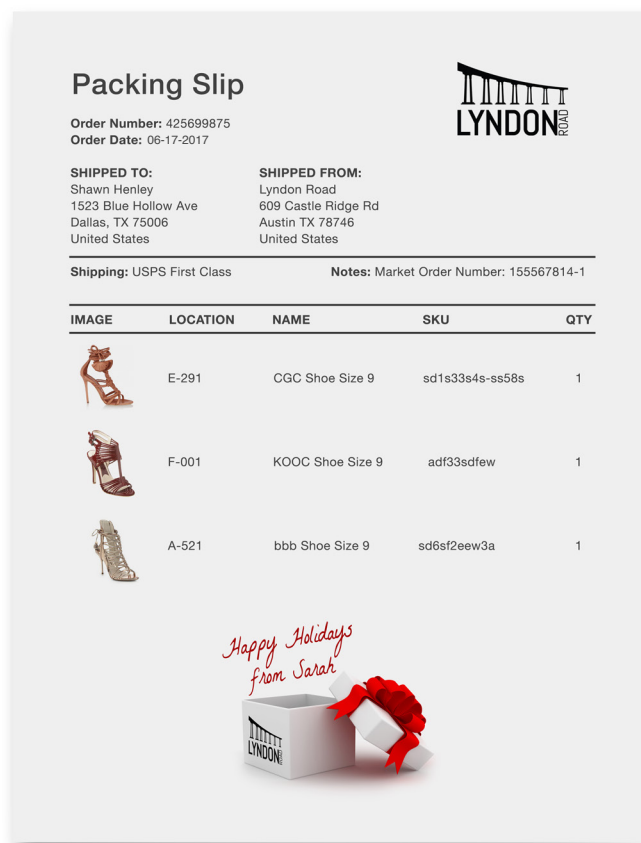 Packing Slip
LYNDON ROAD
Order Number: 425699875
Order Date: 06-17-2017
SHIPPED TO:
Shawn Henley
1523 Blue Hollow Ave
Dallas, TX 75006
United States
SHIPPED FROM:
Lyndon Road
609 Castle Ridge Rd
Austin TX 78746
United States
Shipping: USPS First Class
Notes: Market Order Number: 155567814-1
IMAGE LOCATION NAME SKU QTY
E-291 CGC Shoe Size 9 sd1s33s4s-ss58s 1
F-001 KOOC Shoe Size 9 adf33sdfew 1
A-521 bbb Shoe Size 9 sd6sf2eew3a 1
Happy Holidays
from Sarah
LYNDON ROAD